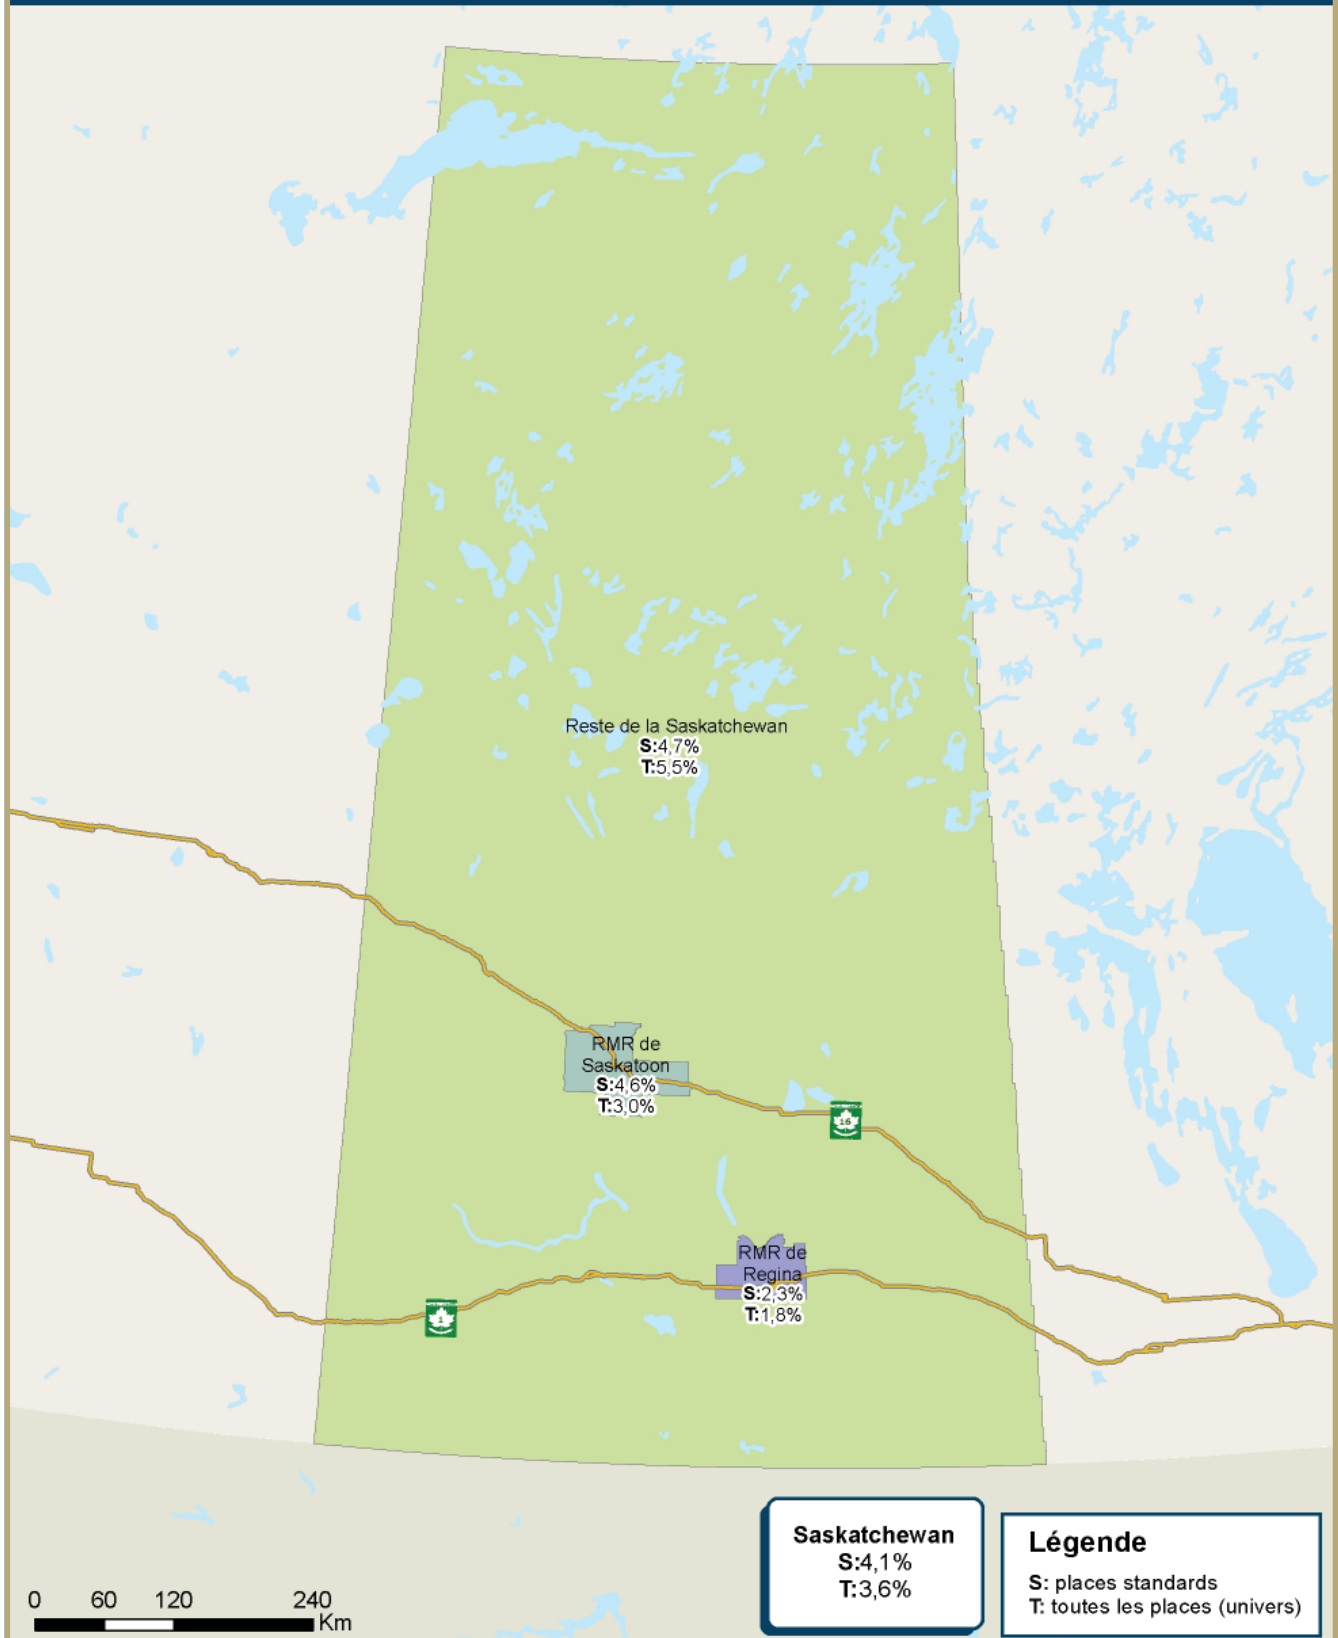 Reste de la Saskatchewan
S:4,7%
T:5,5%
RMR de
Saskatoon
S:4,6%
T:3,0%
16
RMR de
Regina
S:2,3%
T:1,8%
1
Saskatchewan
S:4,1%
T:3,6%
Légende
S: places standards
T: toutes les places (univers)
0 60 120 240
Km